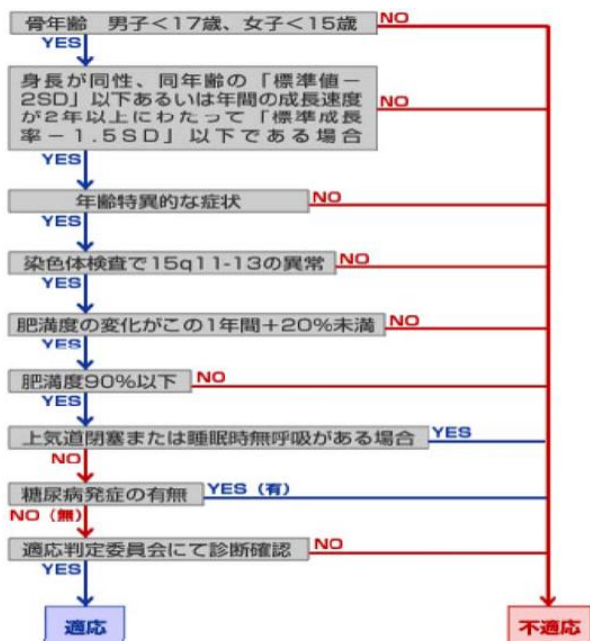 骨年齢 男子<17歳、女子<15歳
NO
YES
身長が同性、同年齢の「標準値－
2SD」以下あるいは年間の成長速度
が2年以上にわたって「標準成長
率－1.5SD」以下である場合
NO
YES
年齢特異的な症状
NO
YES
染色体検査で15q11-13の異常
NO
YES
肥満度の変化がこの1年間＋20%未満
NO
YES
肥満度90%以下
NO
YES
上気道閉塞または睡眠時無呼吸がある場合
YES
NO
糖尿病発症の有無
YES（有）
NO（無）
適応判定委員会にて診断確認
NO
YES
適応
不適応